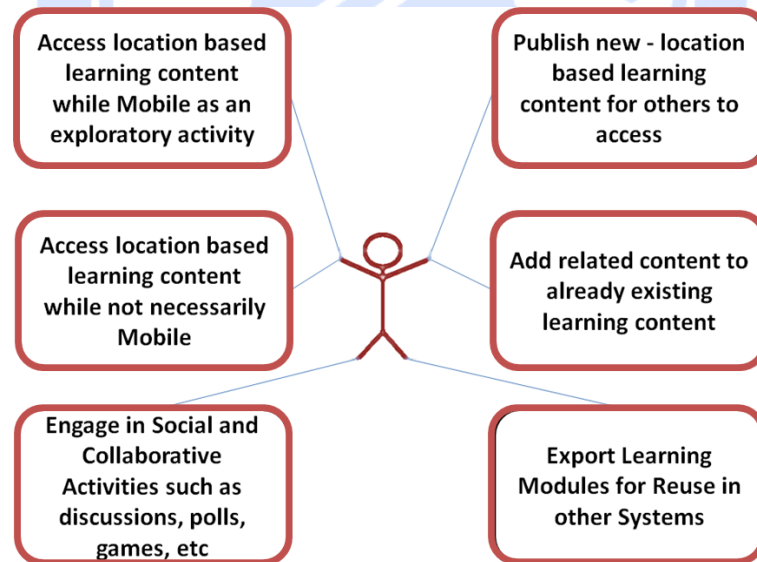 Access location based
learning content
while Mobile as an
exploratory activity
Publish new - location
based learning
content for others to
access
Access location based
learning content
while not necessarily
Mobile
Add related content to
already existing
learning content
Engage in Social and
Collaborative
Activities such as
discussions, polls,
games, etc
Export Learning
Modules for Reuse in
other Systems